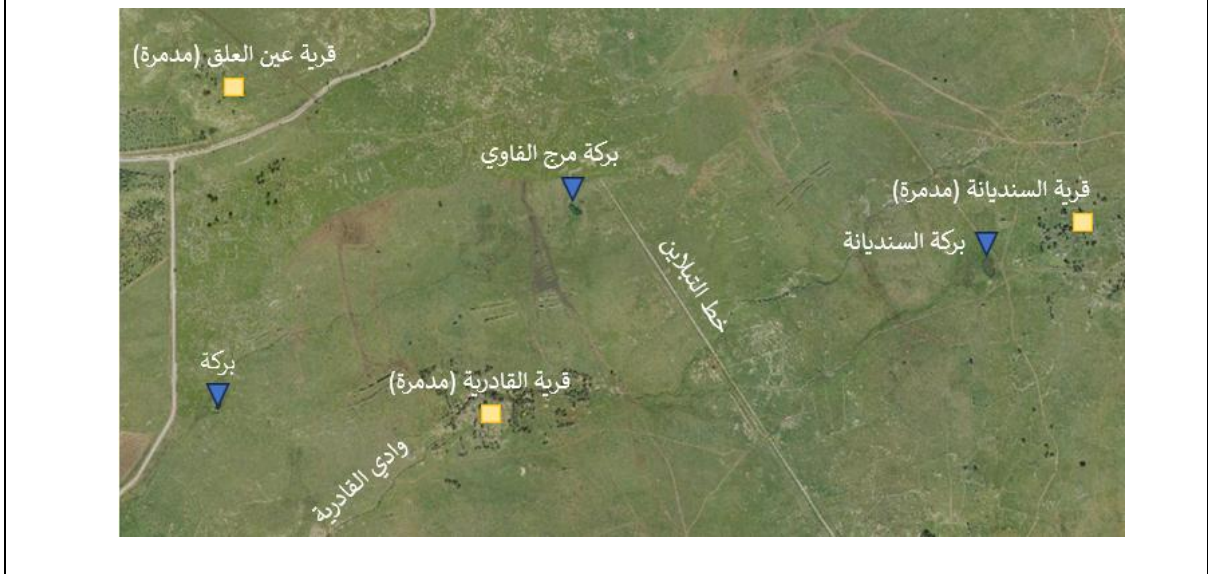 قرية عين العلق (مدمرة)
بركة مرج الفاوي
قرية السنديانة (مدمرة)
بركة السنديانة
خط التبلاين
بركة
قرية القادرية (مدمرة)
وادي القادرية